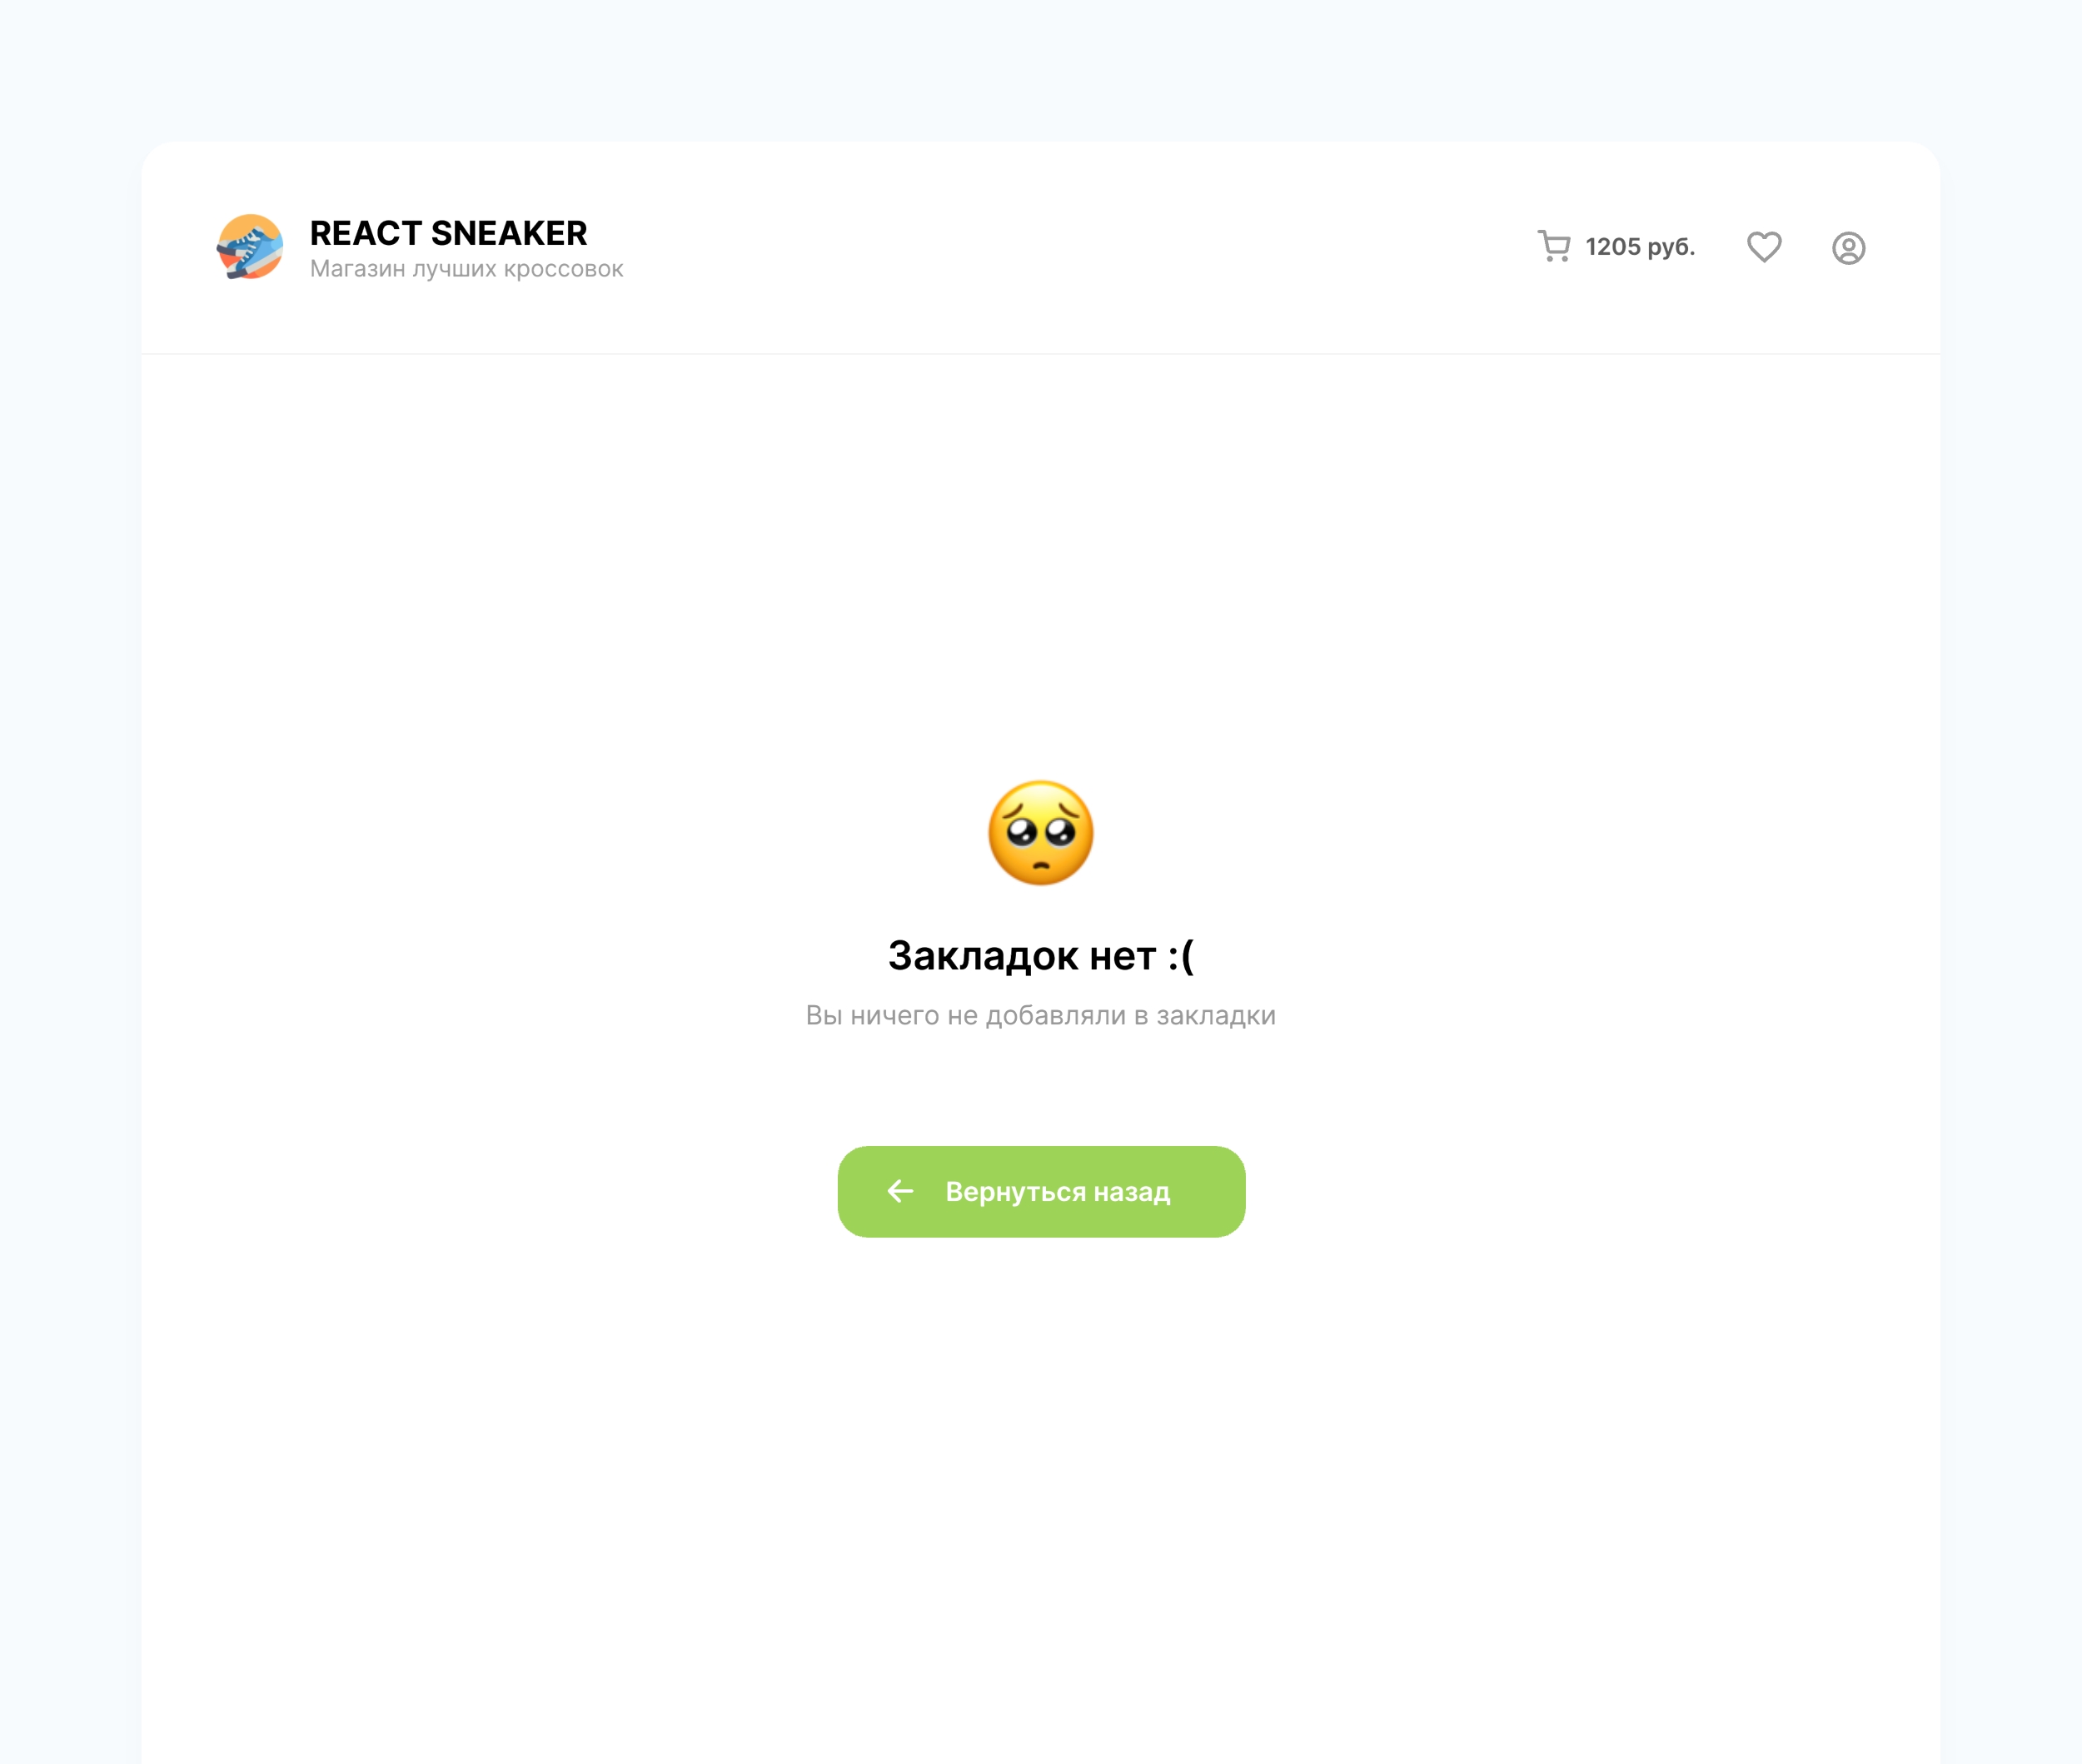 REACT SNEAKER
Магазин лучших кроссовок
1205 руб.
Закладок нет :(
Вы ничего не добавляли в закладки
Вернуться назад